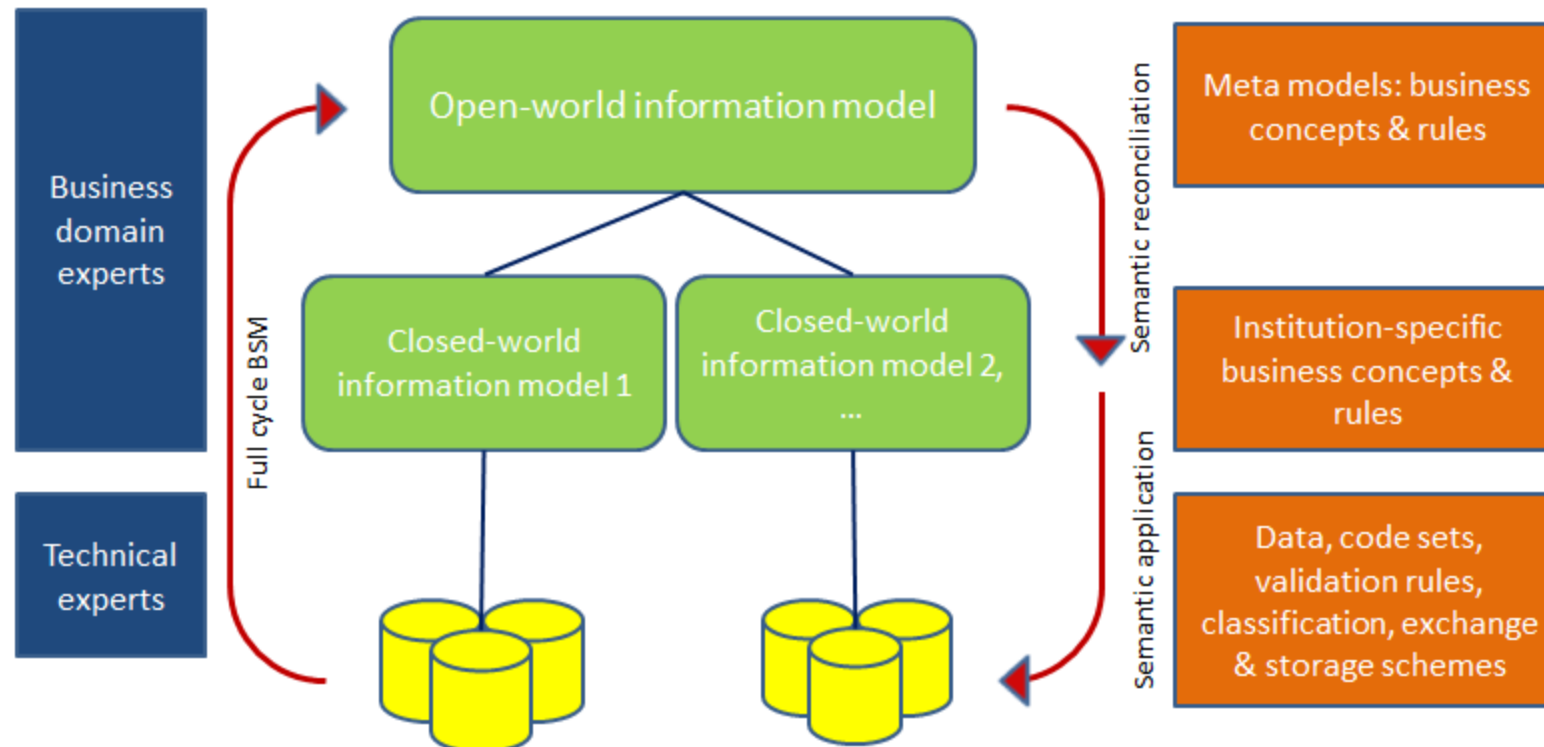 Business
domain
experts
Technical
experts
Full cycle BSM
Open-world information model
Closed-world
information model 1
Closed-world
information model 2,
...
Semantic reconciliation
Semantic application
Meta models: business
concepts & rules
Institution-specific
business concepts &
rules
Data, code sets,
validation rules,
classification, exchange
& storage schemes